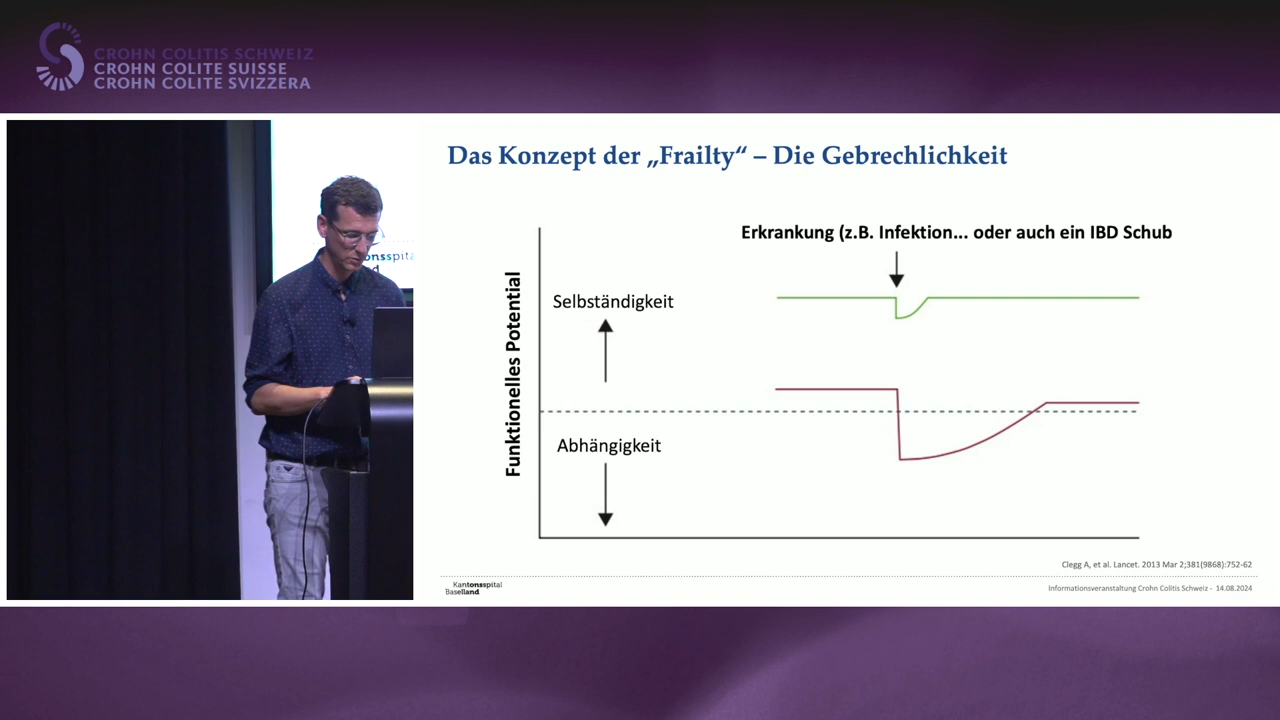 CROHN COLITIS SCHWEIZ
CROHN COLITE SUISSE
CROHN COLITE SVIZZERA
onsspita
d
Das Konzept der „Frailty“ – Die Gebrechlichkeit
Erkrankung (z.B. Infektion... oder auch ein IBD Schub
Funktionelles Potential
Selbständigkeit
Abhängigkeit
Clegg A, et al. Lancet. 2013 Mar 2;381(9868):752-62
Kantonsspital
Baselland
Informationsveranstaltung Crohn Colitis Schweiz - 14.08.2024